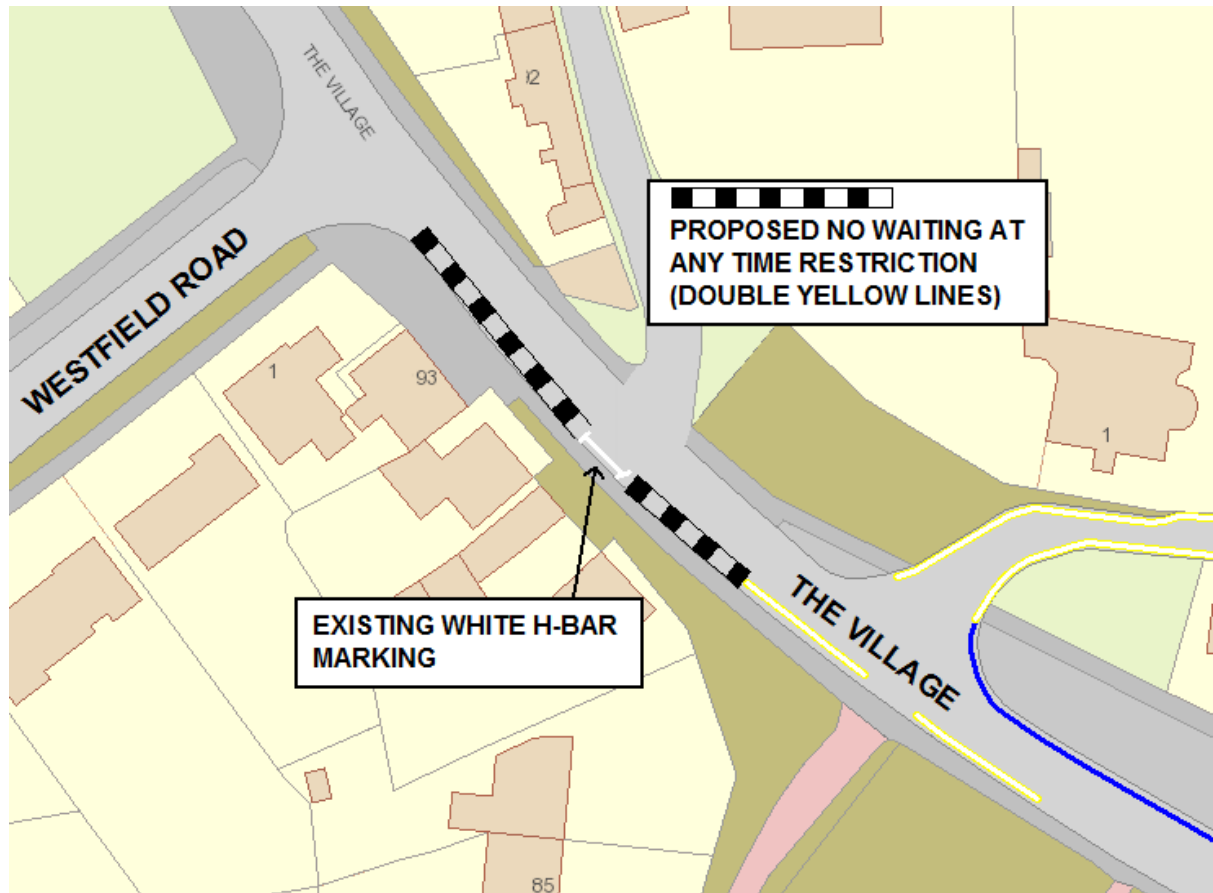 THE VILLAGE
92
PROPOSED NO WAITING AT
ANY TIME RESTRICTION
(DOUBLE YELLOW LINES)
WESTFIELD ROAD
1
93
1
EXISTING WHITE H-BAR
MARKING
THE VILLAGE
85